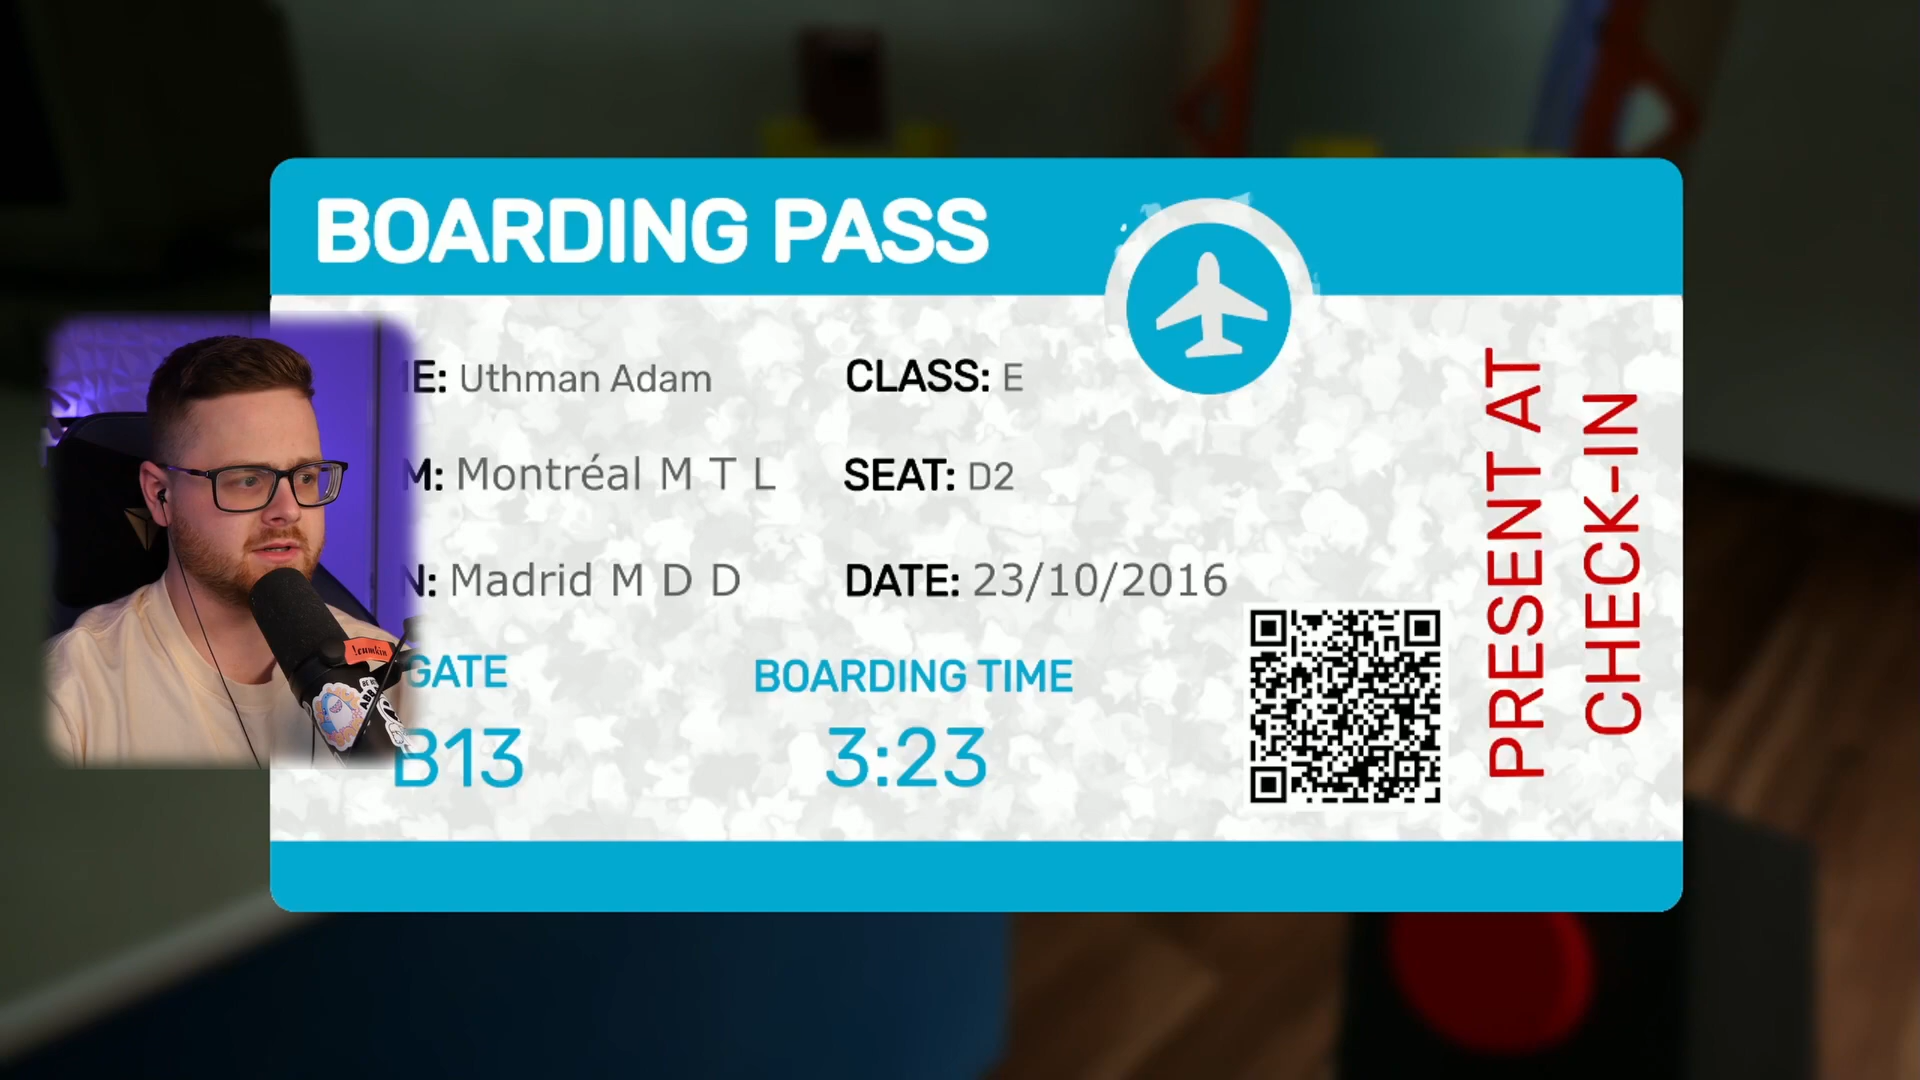 BOARDING PASS
E: Uthman Adam
CLASS: E
M: Montréal M T L
SEAT: D2
N: Madrid M D D
DATE: 23/10/2016
GATE
BOARDING TIME
B13
3:23
PRESENT AT
CHECK-IN
!cumkin